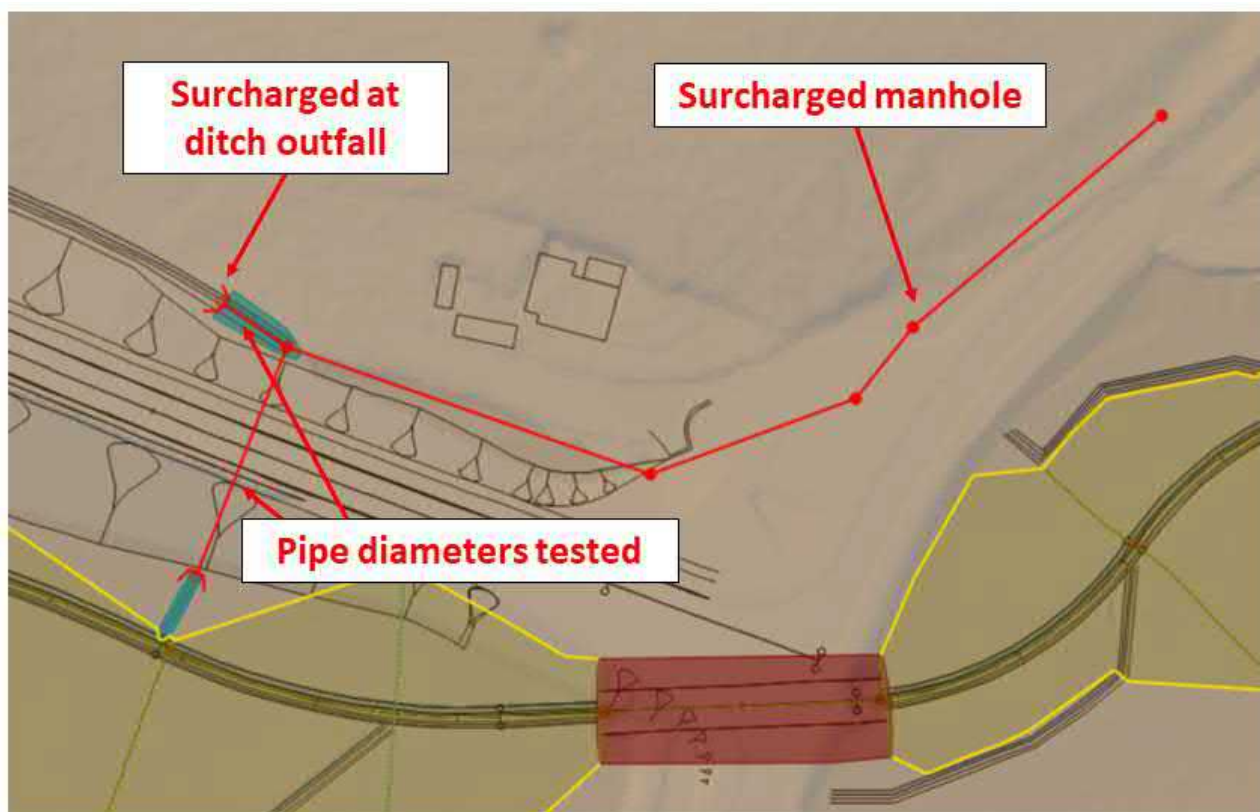 Surcharged at
ditch outfall
Surcharged manhole
Pipe diameters tested